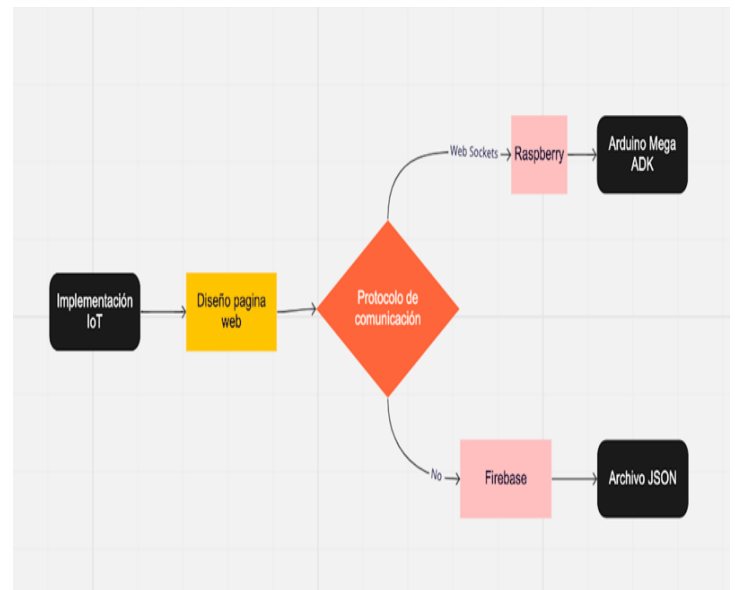 Implementación
IoT
Diseño pagina
web
Protocolo de
comunicación
Web Sockets
Raspberry
Arduino Mega
ADK
No
Firebase
Archivo JSON